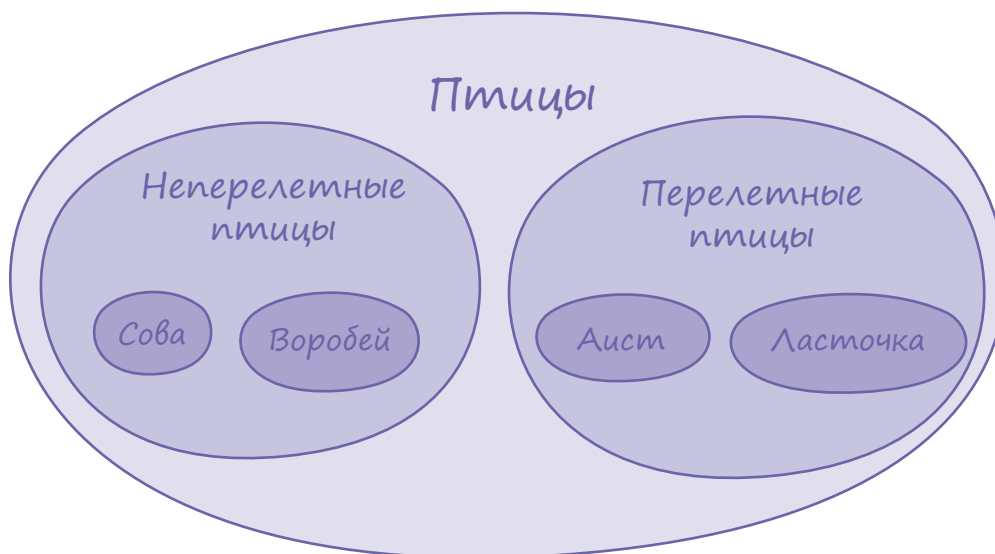 Птицы
Неперелетные
птицы
Перелетные
птицы
Сова
Воробей
Аист
Ласточка